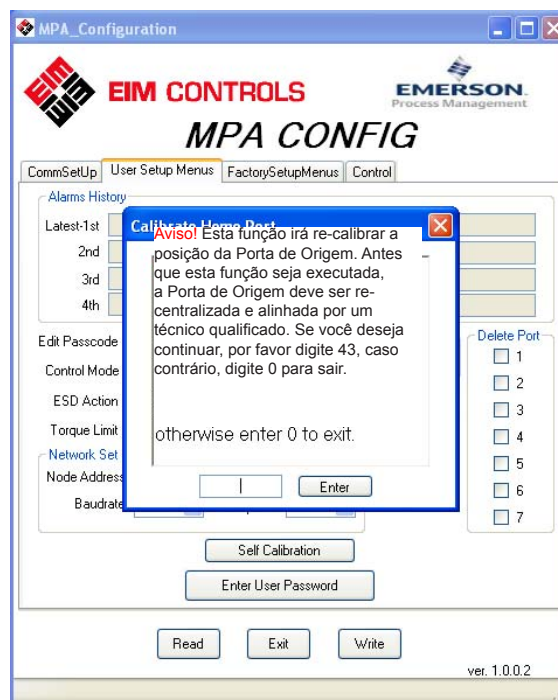 MPA_Configuration
EIM
EIM
EIM CONTROLS
EMERSON
Process Management
MPA CONFIG
CommSetUp User Setup Menus FactorySetupMenus Control
Alarms History
Latest-1st
2nd
3rd
4th
Calibrate Home Port
Aviso! Esta função irá re-calibrar a
posição da Porta de Origem. Antes
que esta função seja executada,
a Porta de Origem deve ser re-
centralizada e alinhada por um
técnico qualificado. Se você deseja
continuar, por favor digite 43, caso
contrário, digite 0 para sair.
otherwise enter 0 to exit.
Enter
Edit Passcode
Control Mode
ESD Action
Torque Limit
Network Set
Node Address
Baudrate
Delete Port
1
2
3
4
5
6
7
Self Calibration
Enter User Password
Read Exit Write
ver. 1.0.0.2